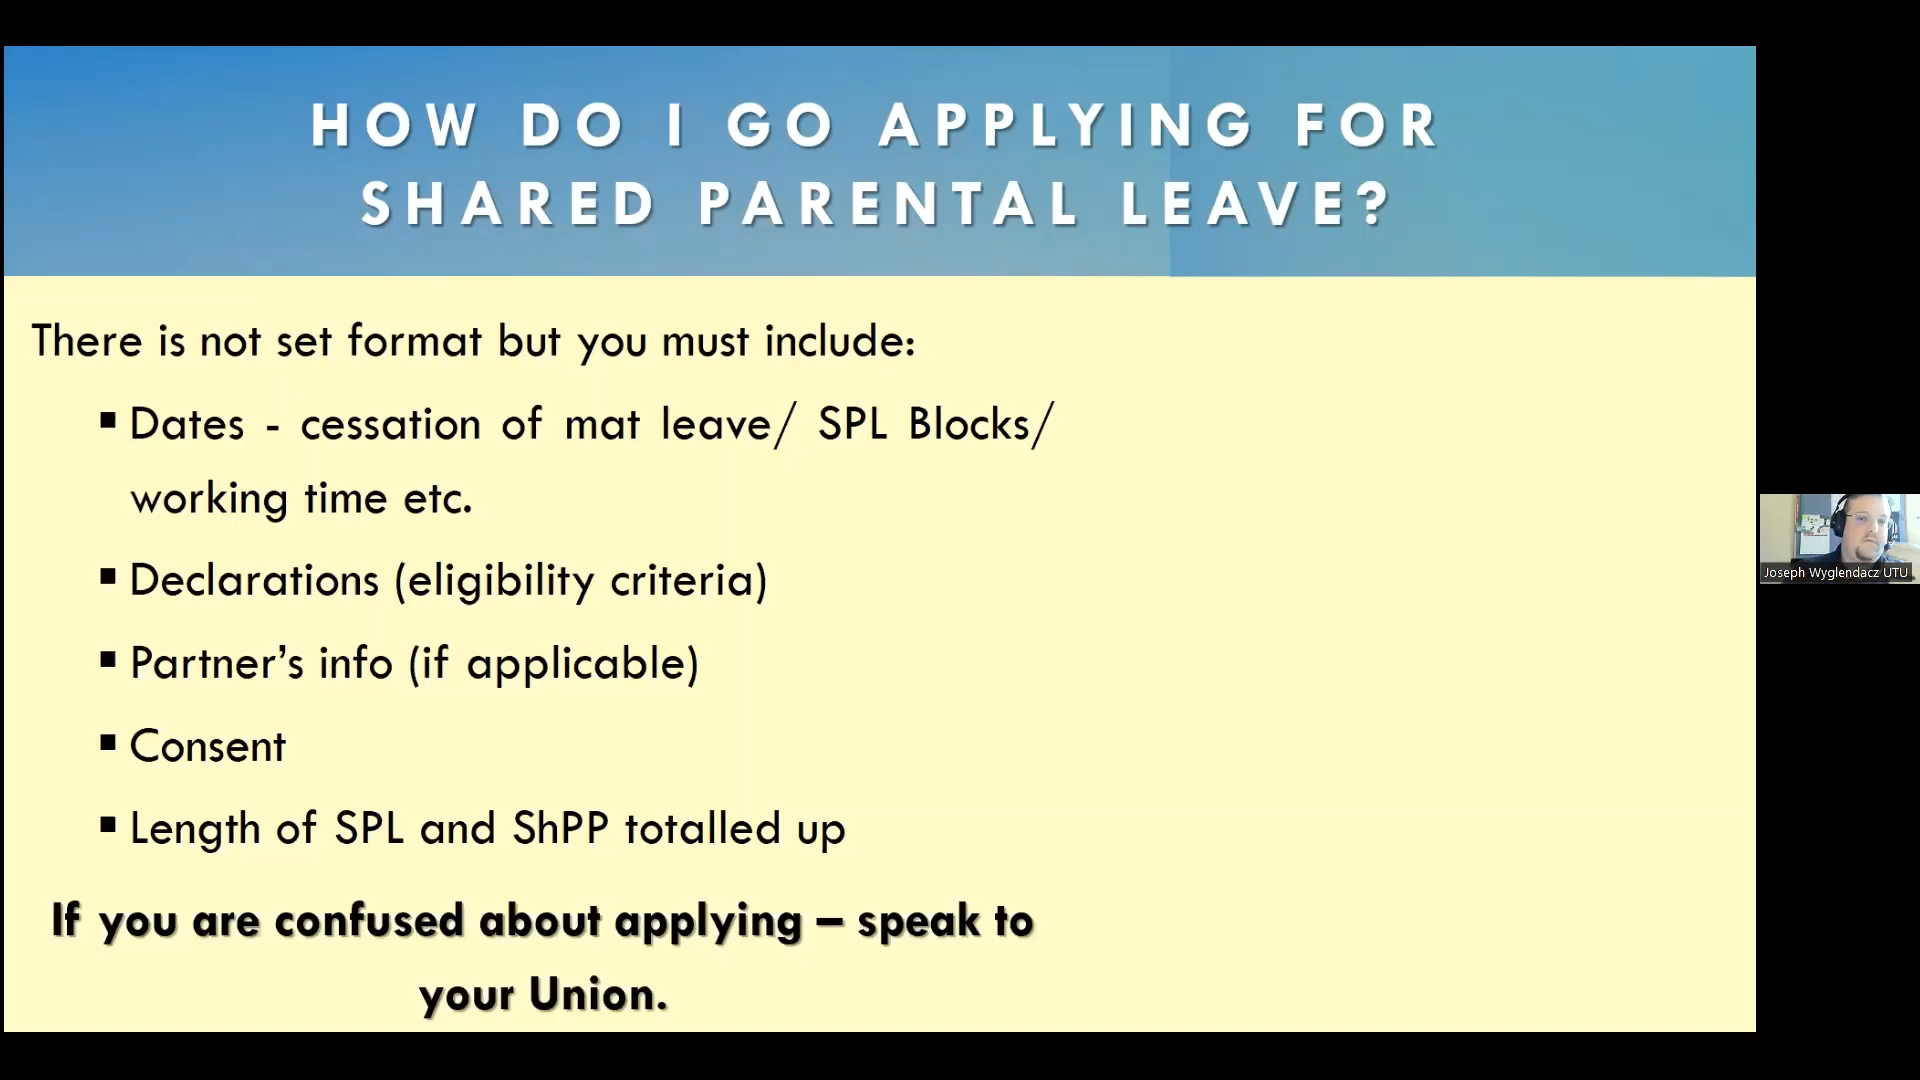 HOW DO I GO APPLYING FOR
SHARED PARENTAL LEAVE?
There is not set format but you must include:
▪ Dates - cessation of mat leave/ SPL Blocks/
working time etc.
▪ Declarations (eligibility criteria)
▪ Partner’s info (if applicable)
▪ Consent
▪ Length of SPL and ShPP totalled up
If you are confused about applying – speak to
your Union.
Joseph Wyglendacz UTU